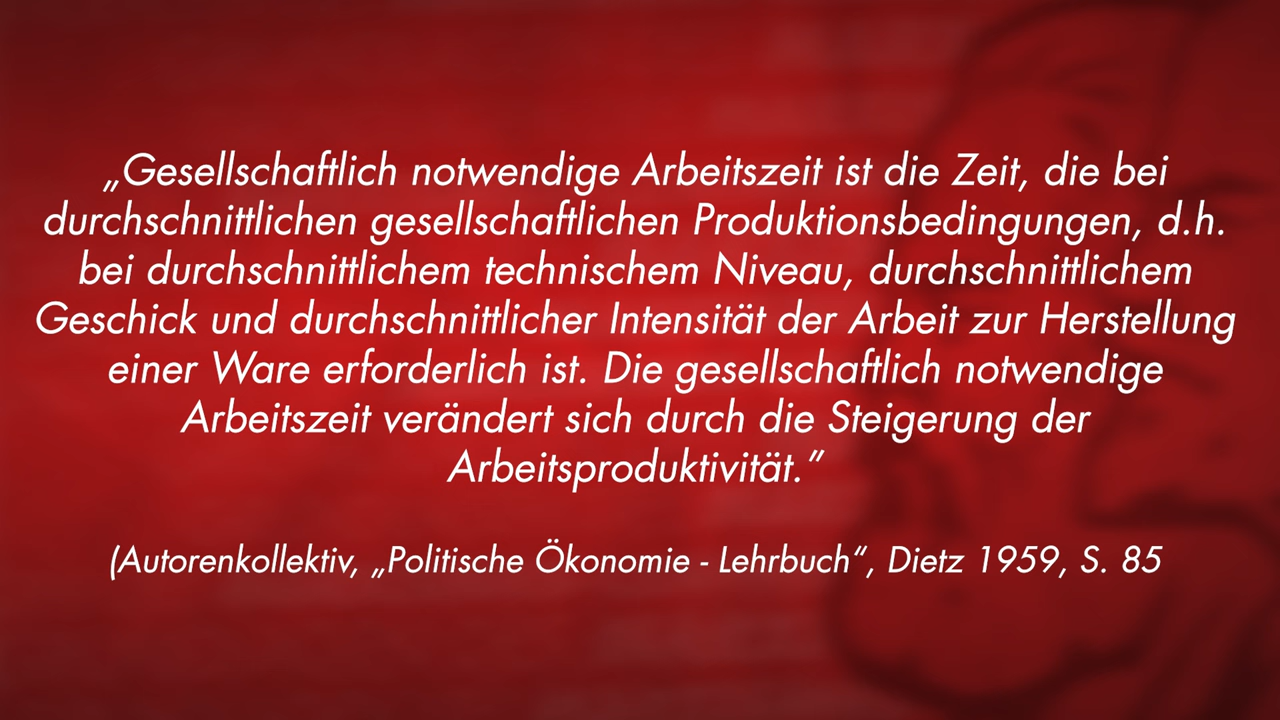 „Gesellschaftlich notwendige Arbeitszeit ist die Zeit, die bei
durchschnittlichen gesellschaftlichen Produktionsbedingungen, d.h.
bei durchschnittlichem technischem Niveau, durchschnittlichem
Geschick und durchschnittlicher Intensität der Arbeit zur Herstellung
einer Ware erforderlich ist. Die gesellschaftlich notwendige
Arbeitszeit verändert sich durch die Steigerung der
Arbeitsproduktivität.”
(Autorenkollektiv, „Politische Ökonomie - Lehrbuch“, Dietz 1959, S. 85